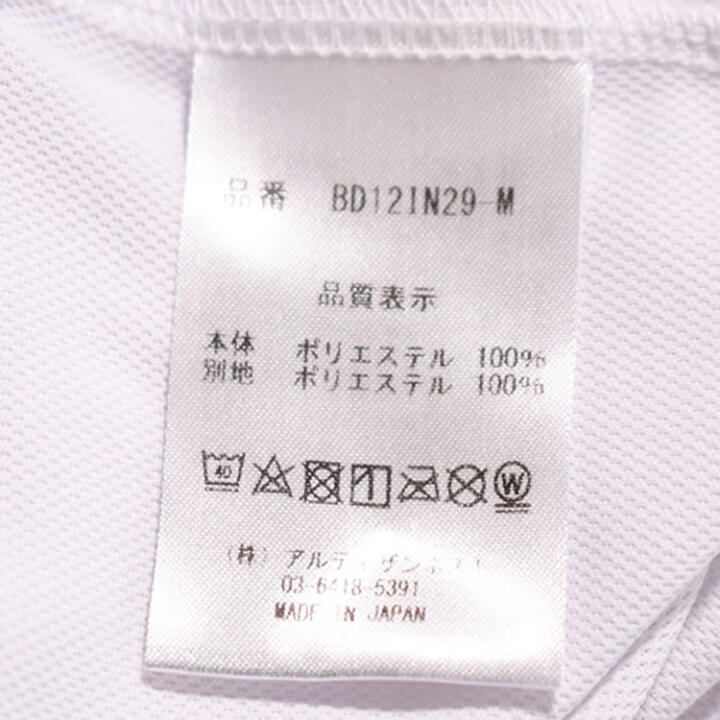 品番 BD12IN29-M
品質表示
本体 ポリエステル 100%
別地 ポリエステル 100%
40 W
(株)
03-6418-5391
MADE IN JAPAN